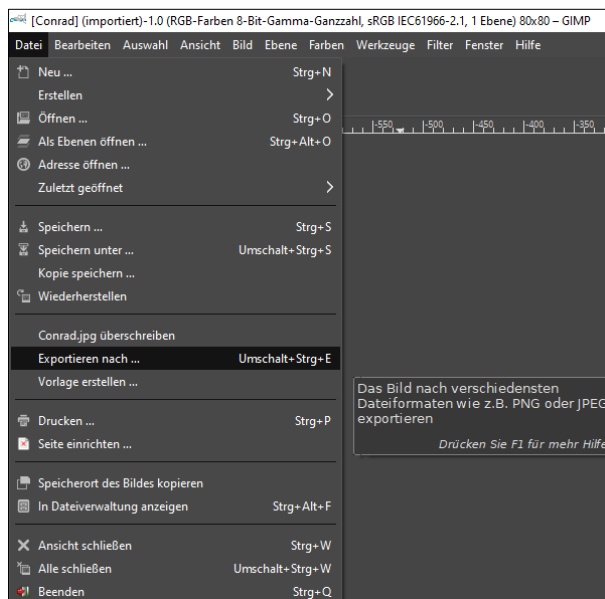 [Conrad] (importiert)-1.0 (RGB-Farben 8-Bit-Gamma-Ganzzahl, sRGB IEC61966-2.1, 1 Ebene) 80x80 – GIMP
Datei Bearbeiten Auswahl Ansicht Bild Ebene Farben Werkzeuge Filter Fenster Hilfe
Neu ... Strg+N
Erstellen
Öffnen ... Strg+O
-550 -500 -450 -400 -350
Als Ebenen öffnen ... Strg+Alt+O
Adresse öffnen ...
Zuletzt geöffnet
Speichern ... Strg+S
Speichern unter ... Umschalt+Strg+S
Kopie speichern ...
Wiederherstellen
Conrad.jpg überschreiben
Exportieren nach ... Umschalt+Strg+E
Vorlage erstellen ...
Das Bild nach verschiedensten
Dateiformaten wie z.B. PNG oder JPEG
exportieren
Drücken Sie F1 für mehr Hilfe
Drucken ... Strg+P
Seite einrichten ...
Speicherort des Bildes kopieren
In Dateiverwaltung anzeigen Strg+Alt+F
Ansicht schließen Strg+W
Alle schließen Umschalt+Strg+W
Beenden Strg+Q